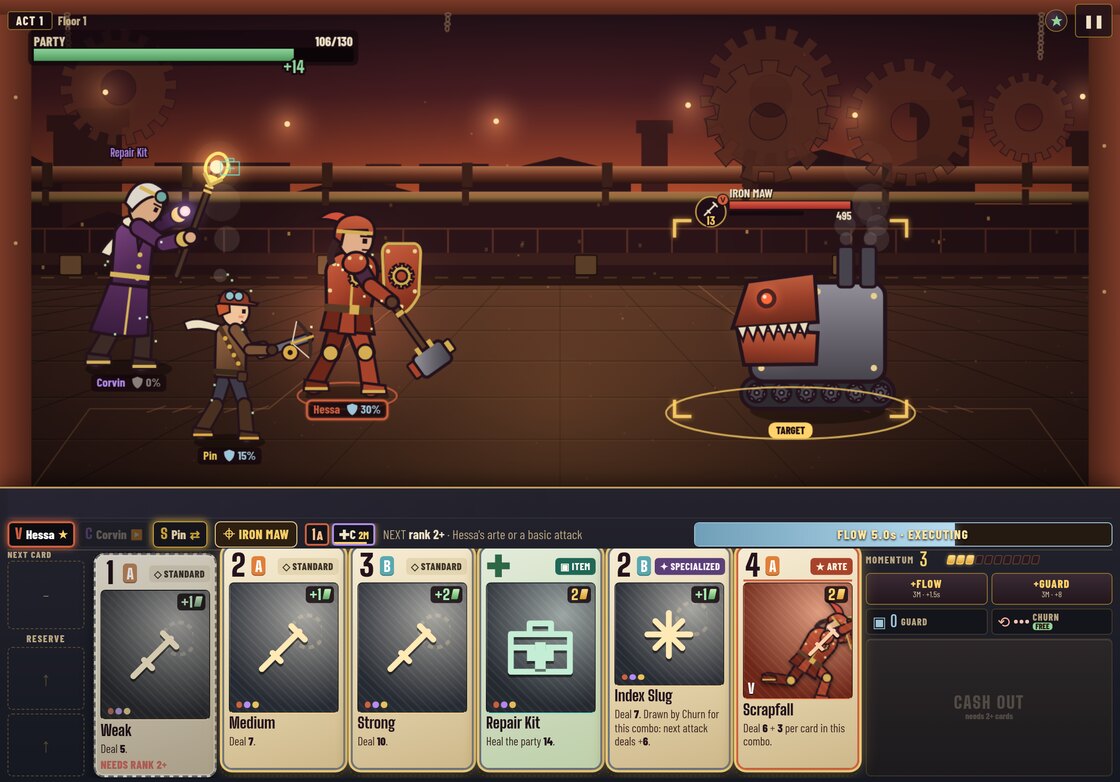 ACT 1 Floor 1
PARTY 106/130
+14
Repair Kit
IRON MAW
V
13
495
Corvin 0%
Hessa 30%
Pin 15%
TARGET
V Hessa ★ C Corvin S Pin ⇄ IRON MAW 1A +C 2M NEXT rank 2+ · Hessa's arte or a basic attack
FLOW 5.0s · EXECUTING
NEXT CARD
–
RESERVE
↑
↑
1 A ◇ STANDARD
+1
Weak
Deal 5.
NEEDS RANK 2+
2 A ◇ STANDARD
+1
Medium
Deal 7.
3 B ◇ STANDARD
+2
Strong
Deal 10.
ITEM
2
Repair Kit
Heal the party 14.
2 B ✦ SPECIALIZED
+1
Index Slug
Deal 7. Drawn by Churn for
this combo: next attack
deals +6.
4 A ★ ARTE
2
V
Scrapfall
Deal 6 + 3 per card in this
combo.
MOMENTUM 3
+FLOW
3M · +1.5s
+GUARD
3M · +8
0 GUARD
CHURN
FREE
CASH OUT
needs 2+ cards